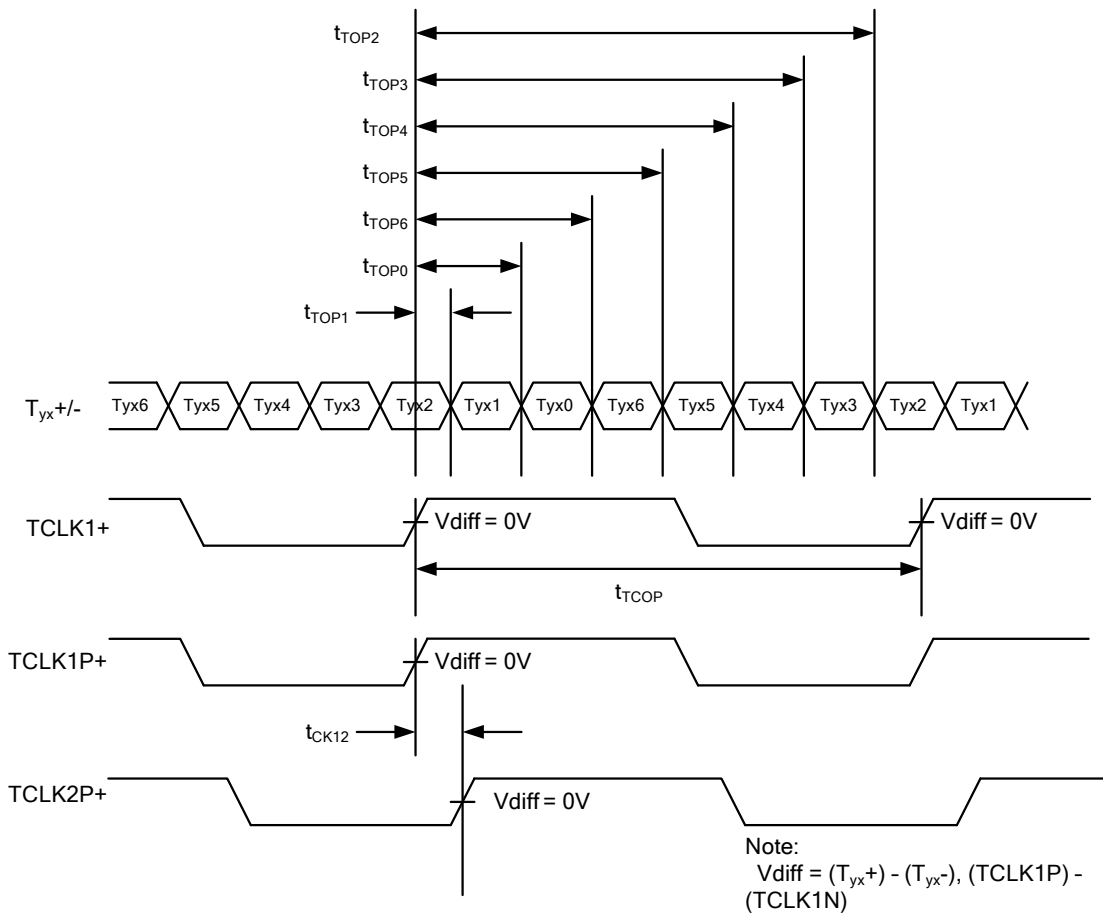 tTOP2
tTOP3
tTOP4
tTOP5
tTOP6
tTOP0
tTOP1
Tyx+/- Tyx6 Tyx5 Tyx4 Tyx3 Tyx2 Tyx1 Tyx0 Tyx6 Tyx5 Tyx4 Tyx3 Tyx2 Tyx1
TCLK1+ Vdiff = 0V Vdiff = 0V
tTCOP
TCLK1P+ Vdiff = 0V
tCK12
TCLK2P+ Vdiff = 0V
Note:
Vdiff = (Tyx+) - (Tyx-), (TCLK1P) -
(TCLK1N)